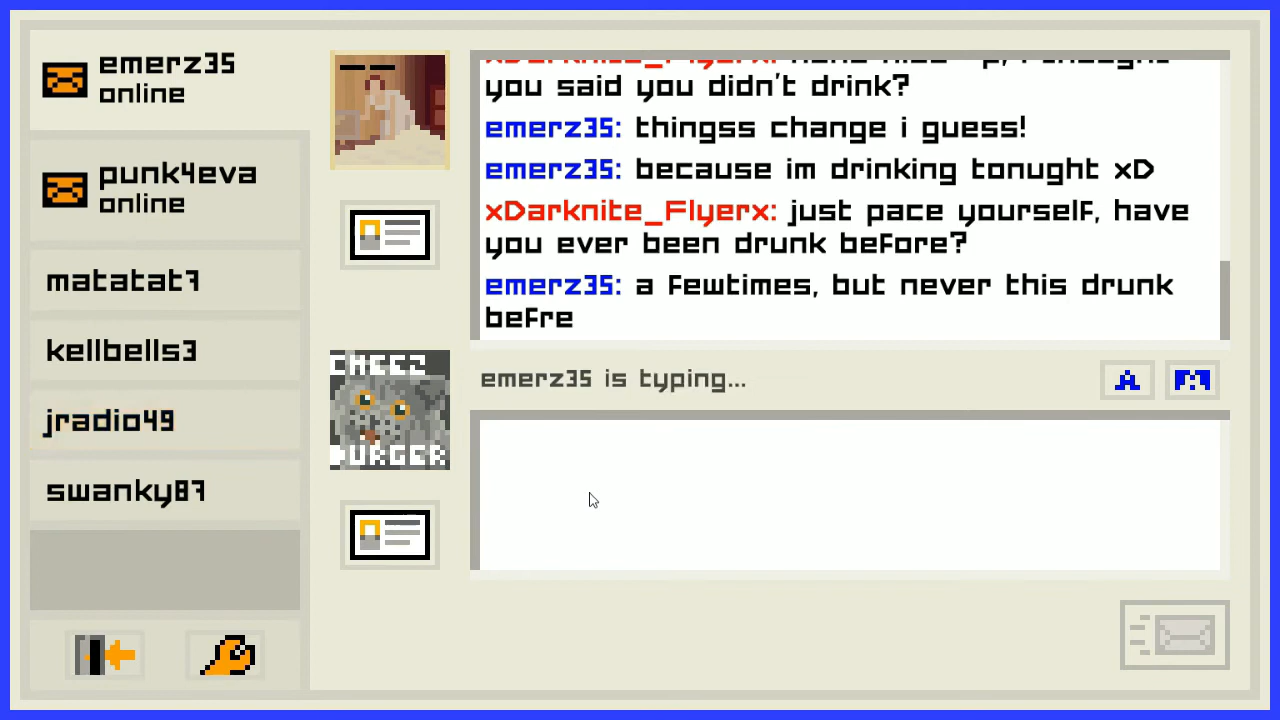 emerz35
online
punk4eva
online
matatat7
kellbells3
jradio49
swanky87
you said you didn't drink?
emerz35: thingss change i guess!
emerz35: because im drinking tonught xD
xDarknite_Flyerx: just pace yourself, have
you ever been drunk before?
emerz35: a fewtimes, but never this drunk
befre
emerz35 is typing...
A
CHEEZ
BURGER